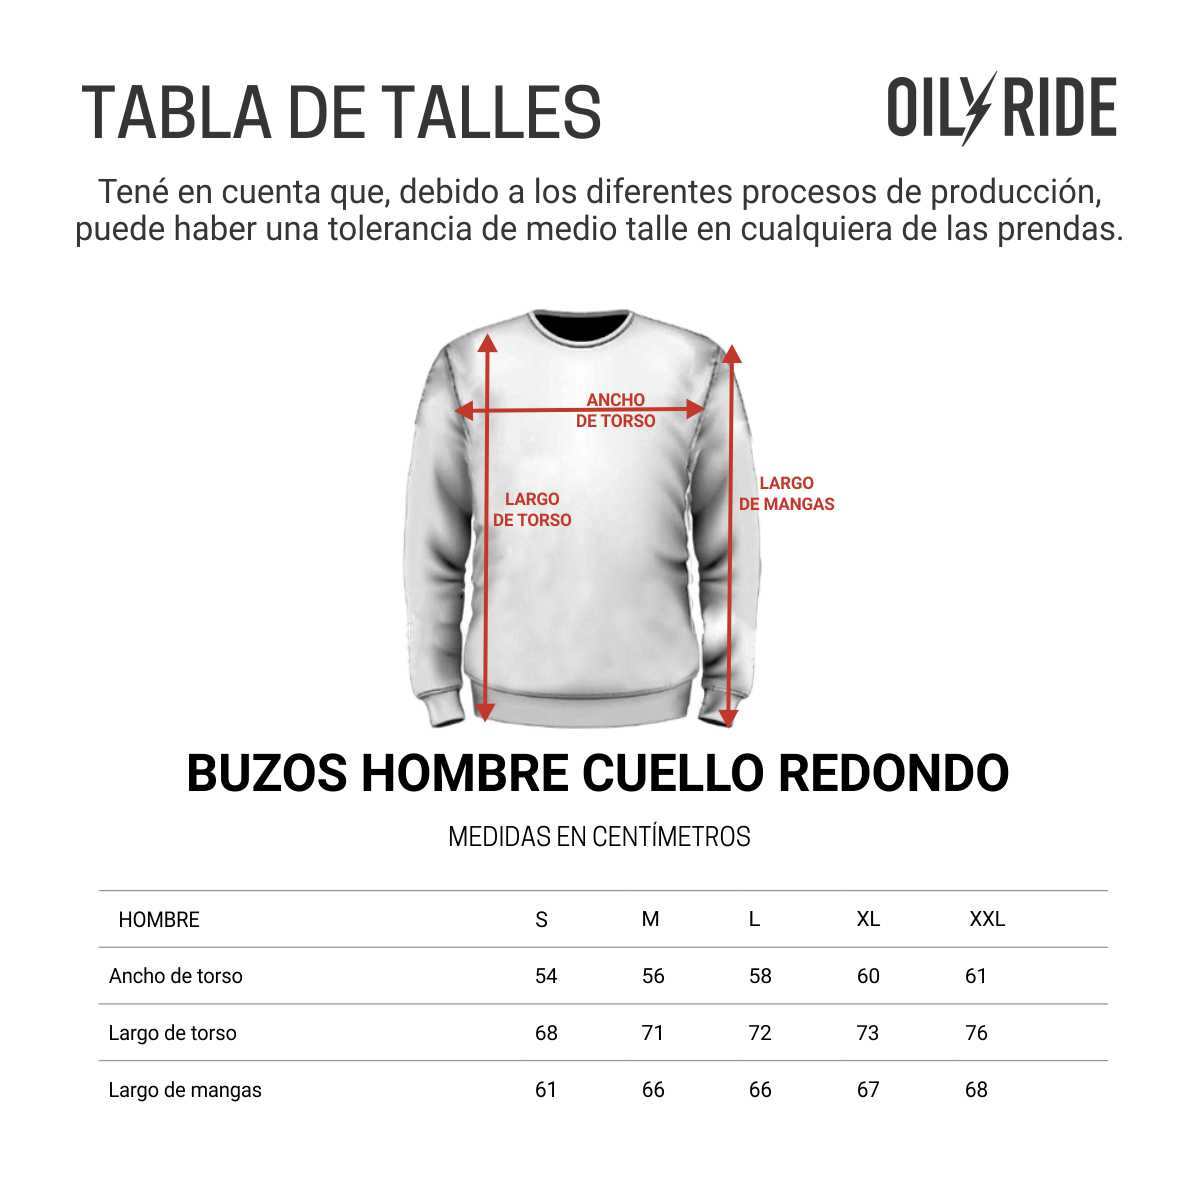 TABLA DE TALLES
OILY RIDE
Tené en cuenta que, debido a los diferentes procesos de producción,
puede haber una tolerancia de medio talle en cualquiera de las prendas.
ANCHO
DE TORSO
LARGO
DE TORSO
LARGO
DE MANGAS
BUZOS HOMBRE CUELLO REDONDO
MEDIDAS EN CENTÍMETROS
HOMBRE S M L XL XXL
Ancho de torso 54 56 58 60 61
Largo de torso 68 71 72 73 76
Largo de mangas 61 66 66 67 68